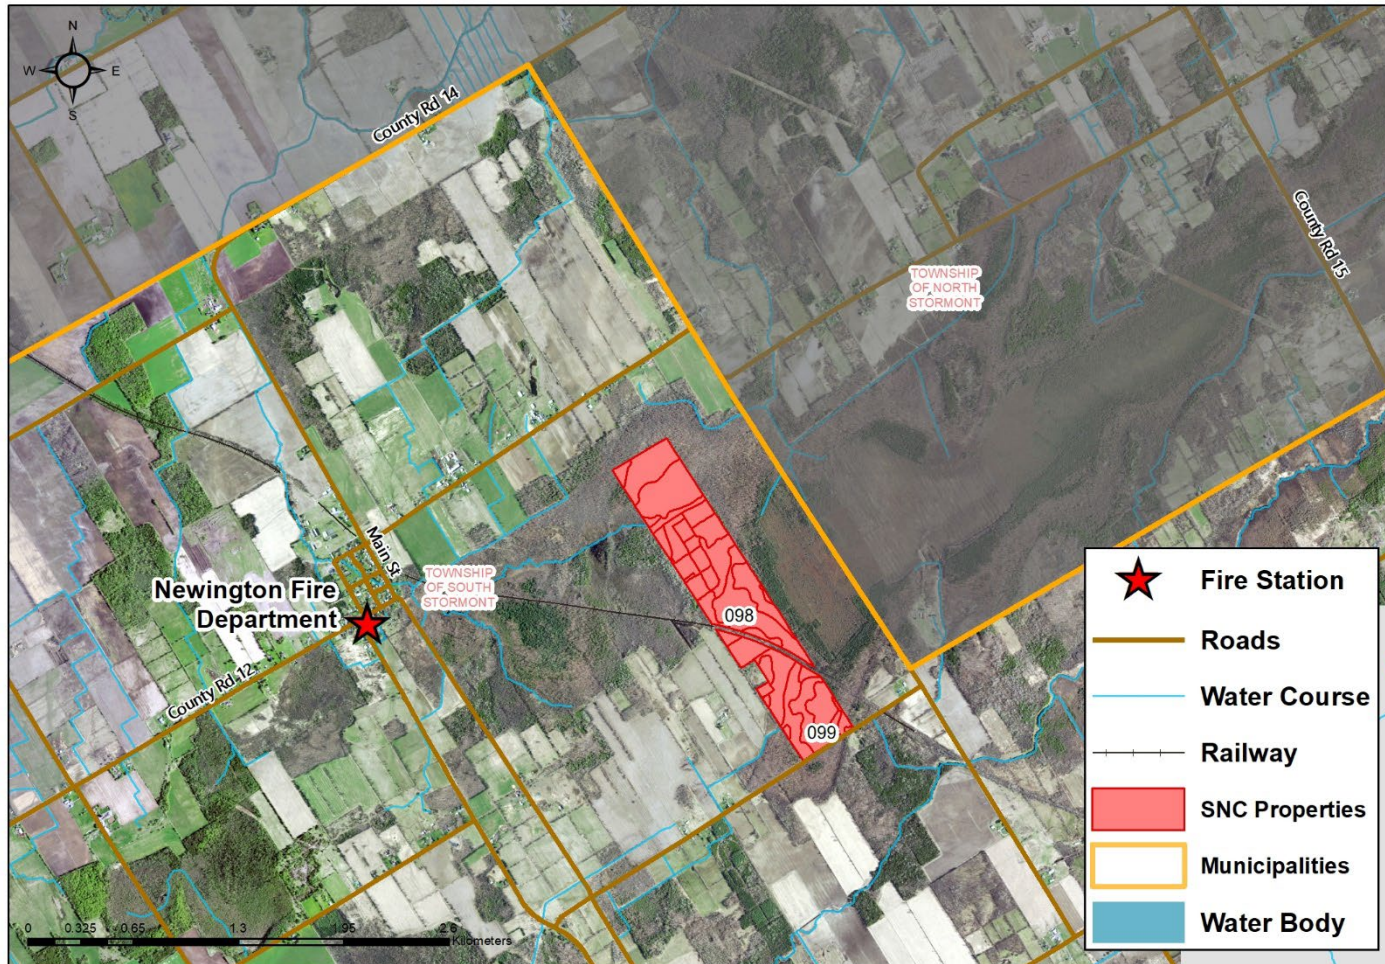 N
W E
S
County Rd 14
County Rd 15
TOWNSHIP
OF NORTH
STORMONT
Main St
TOWNSHIP
OF SOUTH
STORMONT
Newington Fire
Department
098
County Rd 12
099
Fire Station
Roads
Water Course
Railway
SNC Properties
Municipalities
Water Body
0 0.325 0.65 1.3 1.95 2.6
Kilometers